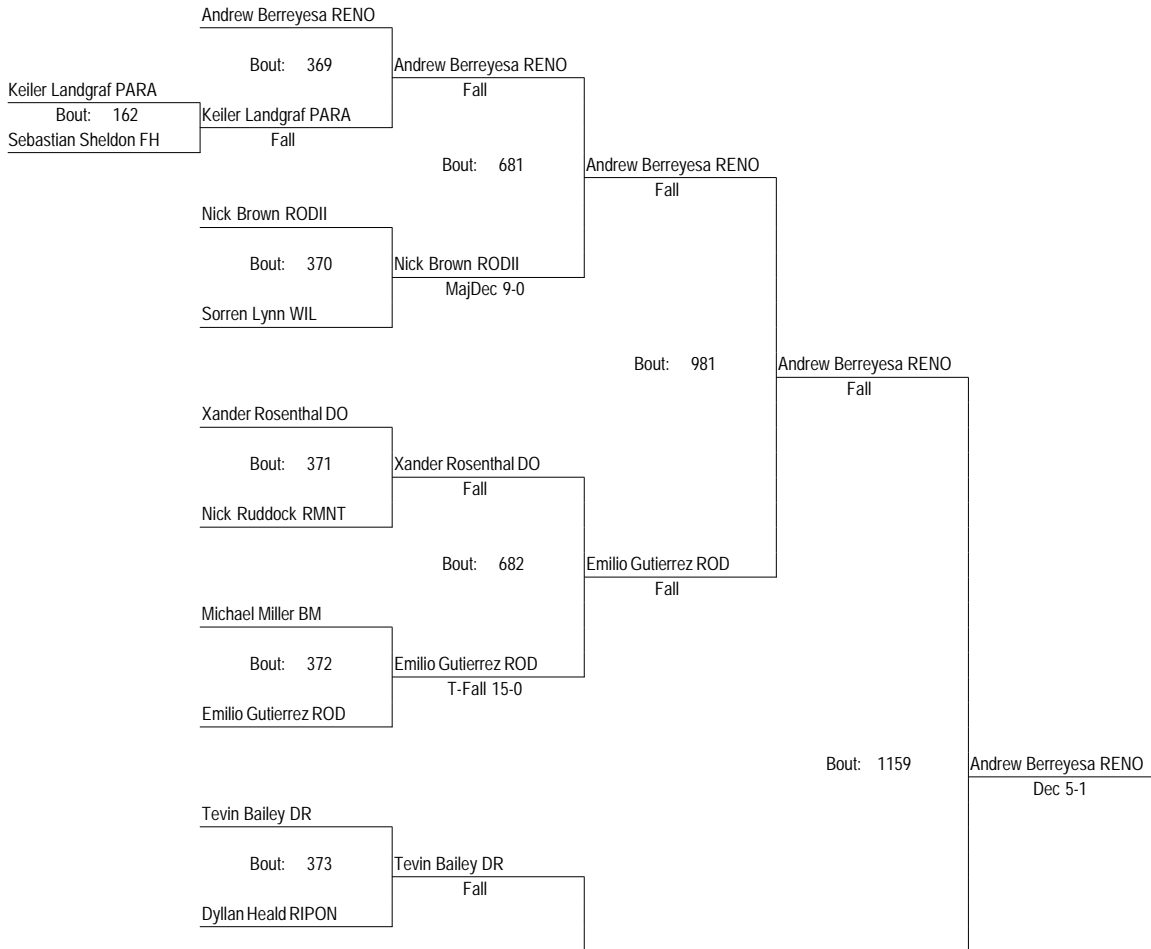 Andrew Berreyesa RENO
Bout: 369
Andrew Berreyesa RENO
Fall
Keiler Landgraf PARA
Bout: 162
Keiler Landgraf PARA
Sebastian Sheldon FH
Fall
Bout: 681
Andrew Berreyesa RENO
Fall
Nick Brown RODII
Bout: 370
Nick Brown RODII
MajDec 9-0
Sorren Lynn WIL
Bout: 981
Andrew Berreyesa RENO
Fall
Xander Rosenthal DO
Bout: 371
Xander Rosenthal DO
Fall
Nick Ruddock RMNT
Bout: 682
Emilio Gutierrez ROD
Fall
Michael Miller BM
Bout: 372
Emilio Gutierrez ROD
T-Fall 15-0
Emilio Gutierrez ROD
Bout: 1159
Andrew Berreyesa RENO
Dec 5-1
Tevin Bailey DR
Bout: 373
Tevin Bailey DR
Fall
Dyllan Heald RIPON